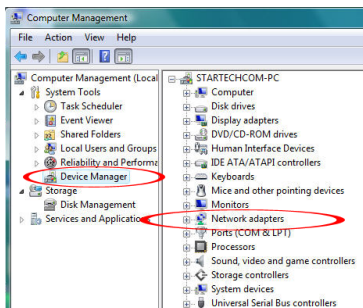 Computer Management
File Action View Help
Computer Management (Local
System Tools
Task Scheduler
Event Viewer
Shared Folders
Local Users and Groups
Reliability and Performa
Device Manager
Storage
Disk Management
Services and Application
STARTECHCOM-PC
Computer
Disk drives
Display adapters
DVD/CD-ROM drives
Human Interface Devices
IDE ATA/ATAPI controllers
Keyboards
Mice and other pointing devices
Monitors
Network adapters
Ports (COM & LPT)
Processors
Sound, video and game controllers
Storage controllers
System devices
Universal Serial Bus controllers